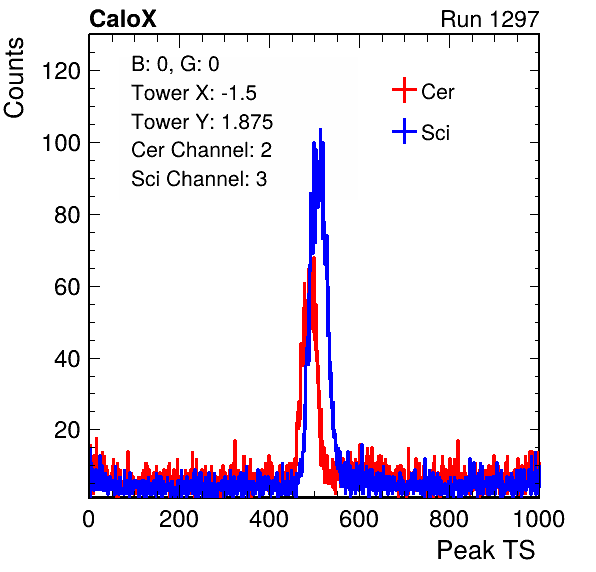 CaloX Run 1297
Counts
B: 0, G: 0
Tower X: -1.5
Tower Y: 1.875
Cer Channel: 2
Sci Channel: 3
Cer
Sci
120
100
80
60
40
20
0 200 400 600 800 1000
Peak TS